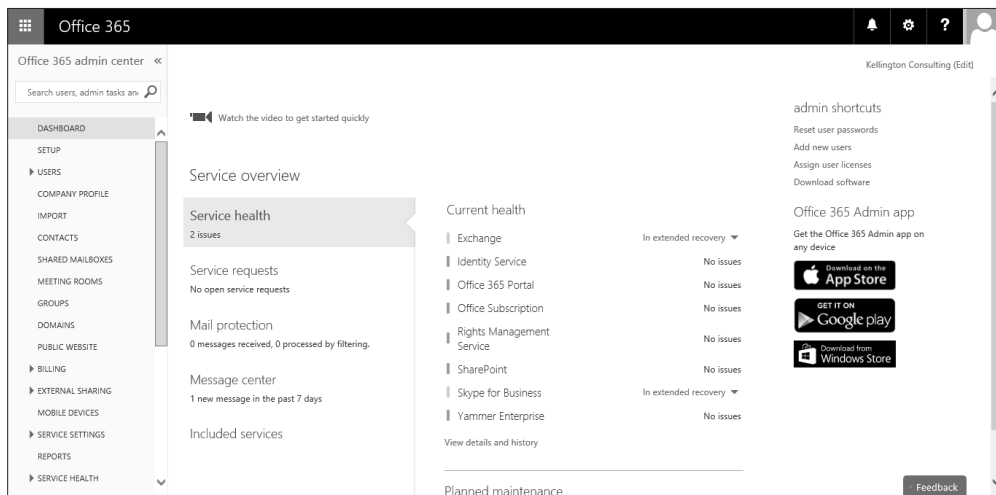 Office 365
?
Office 365 admin center «
Search users, admin tasks an
DASHBOARD
SETUP
USERS
COMPANY PROFILE
IMPORT
CONTACTS
SHARED MAILBOXES
MEETING ROOMS
GROUPS
DOMAINS
PUBLIC WEBSITE
BILLING
EXTERNAL SHARING
MOBILE DEVICES
SERVICE SETTINGS
REPORTS
SERVICE HEALTH
Watch the video to get started quickly
Service overview
Service health
2 issues
Service requests
No open service requests
Mail protection
0 messages received, 0 processed by filtering.
Message center
1 new message in the past 7 days
Included services
Current health
Exchange In extended recovery
Identity Service No issues
Office 365 Portal No issues
Office Subscription No issues
Rights Management
Service No issues
SharePoint No issues
Skype for Business In extended recovery
Yammer Enterprise No issues
View details and history
Planned maintenance
Kellington Consulting (Edit)
admin shortcuts
Reset user passwords
Add new users
Assign user licenses
Download software
Office 365 Admin app
Get the Office 365 Admin app on
any device
Download on the
App Store
GET IT ON
Google play
Download from
Windows Store
Feedback